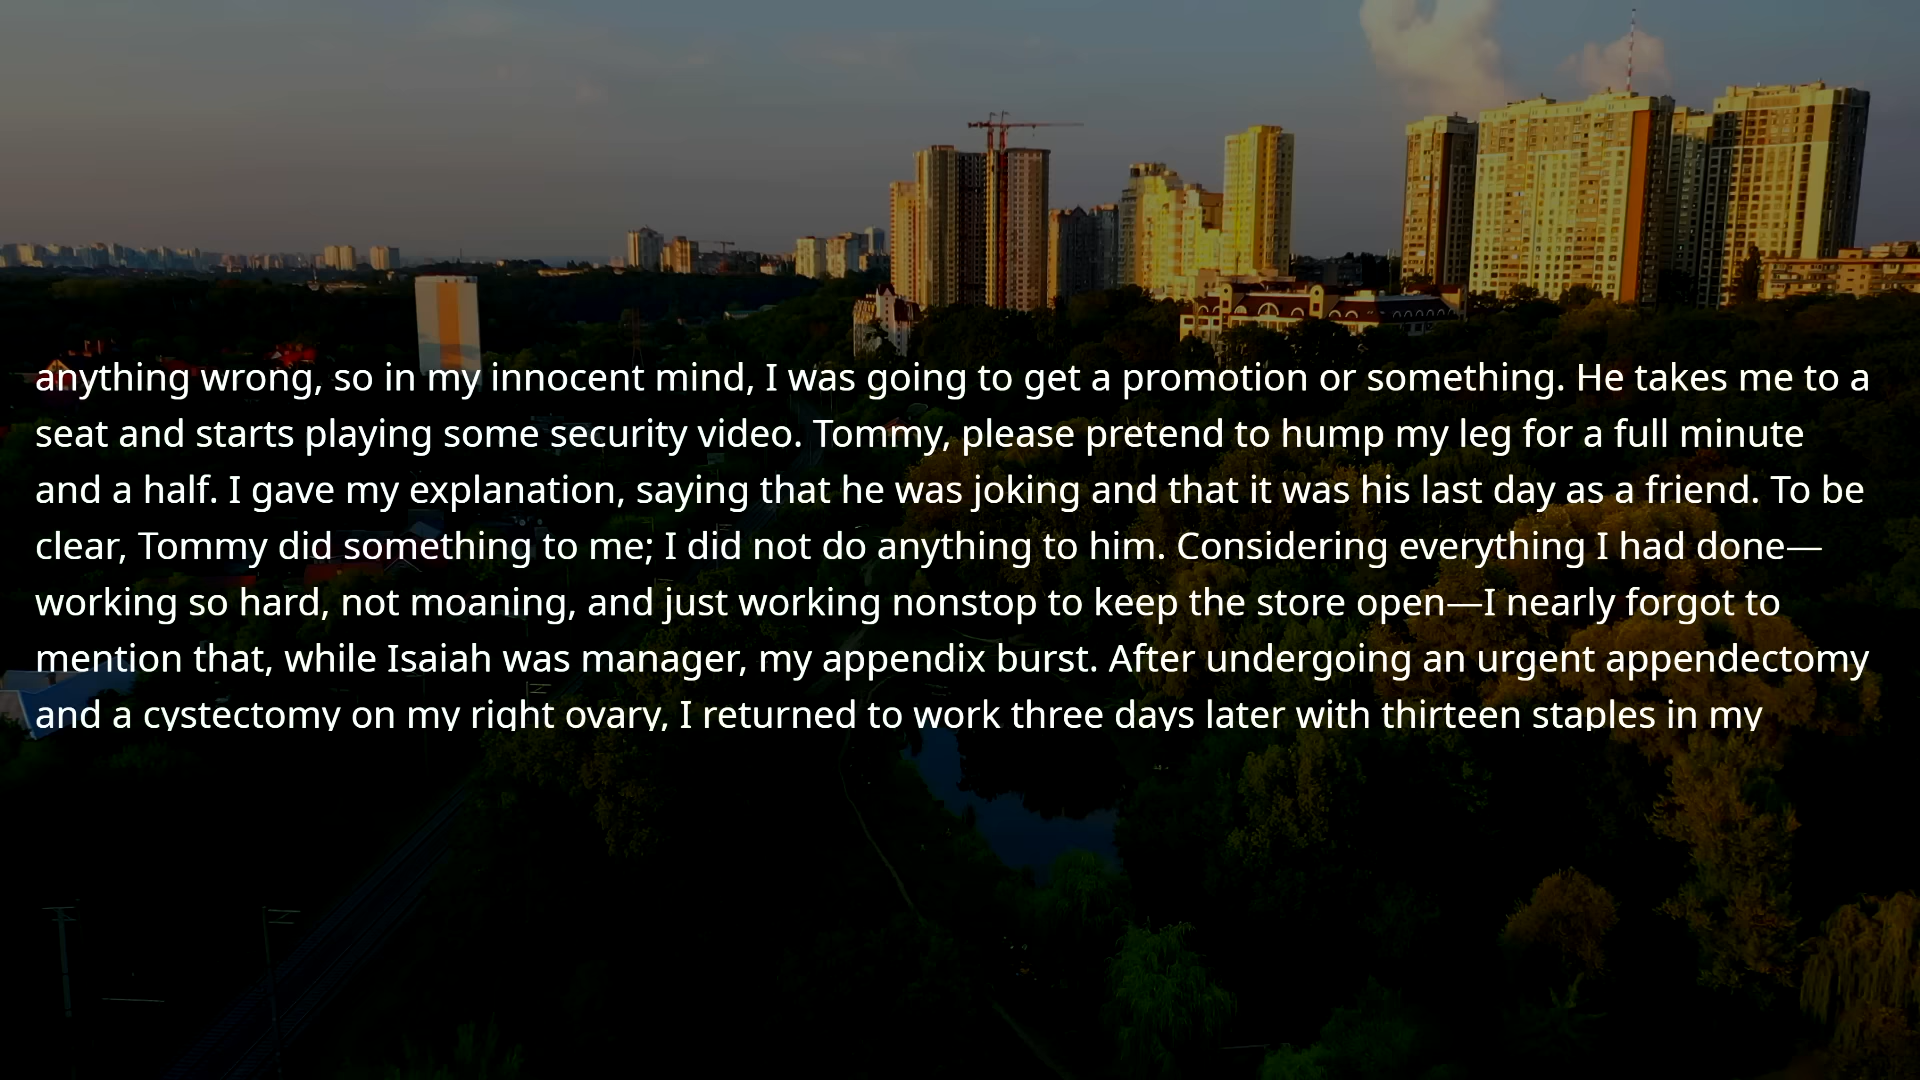 anything wrong, so in my innocent mind, I was going to get a promotion or something. He takes me to a
seat and starts playing some security video. Tommy, please pretend to hump my leg for a full minute
and a half. I gave my explanation, saying that he was joking and that it was his last day as a friend. To be
clear, Tommy did something to me; I did not do anything to him. Considering everything I had done—
working so hard, not moaning, and just working nonstop to keep the store open—I nearly forgot to
mention that, while Isaiah was manager, my appendix burst. After undergoing an urgent appendectomy
and a cystectomy on my right ovary, I returned to work three days later with thirteen staples in my